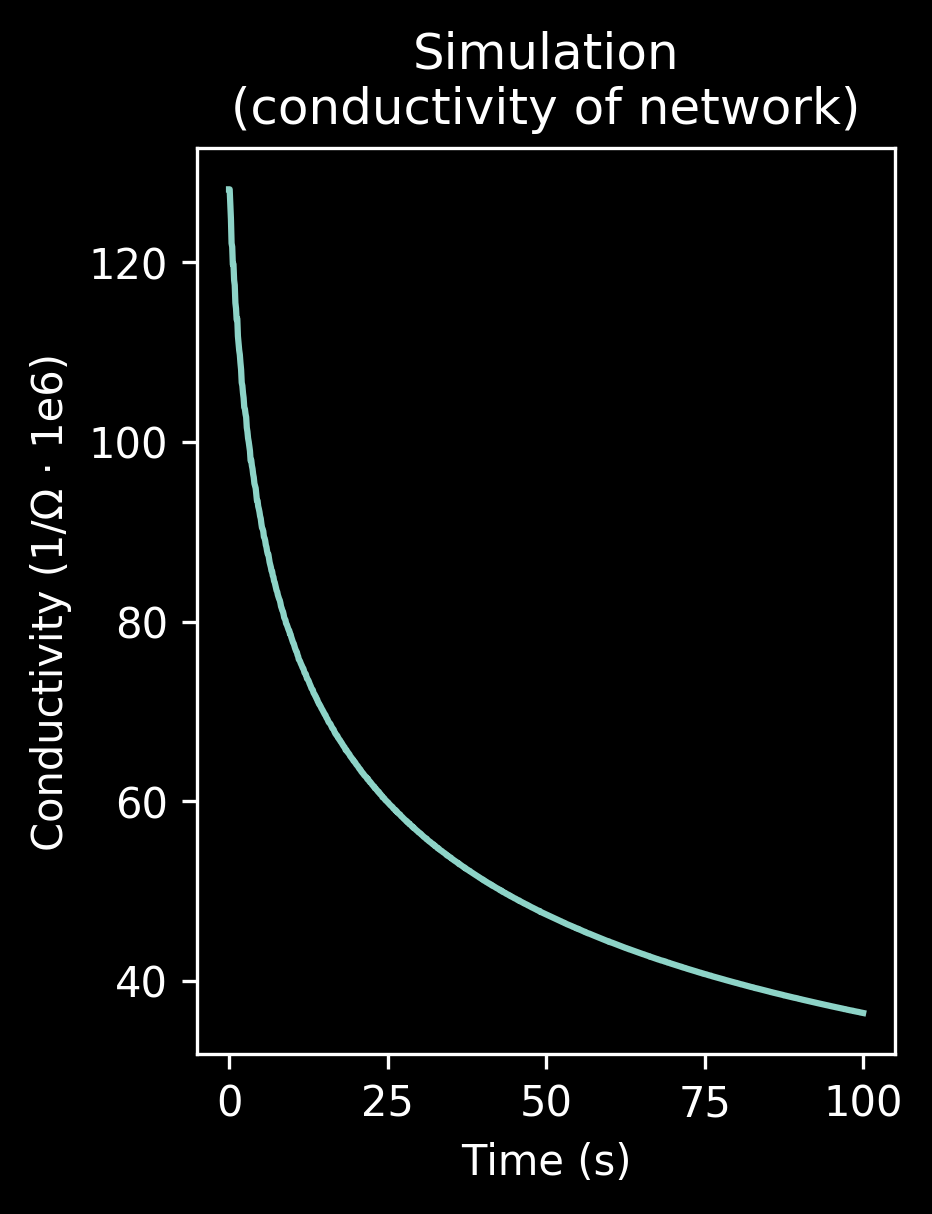 Simulation
(conductivity of network)
120
100
80
60
40
Conductivity (1/Ω · 1e6)
0 25 50 75 100
Time (s)